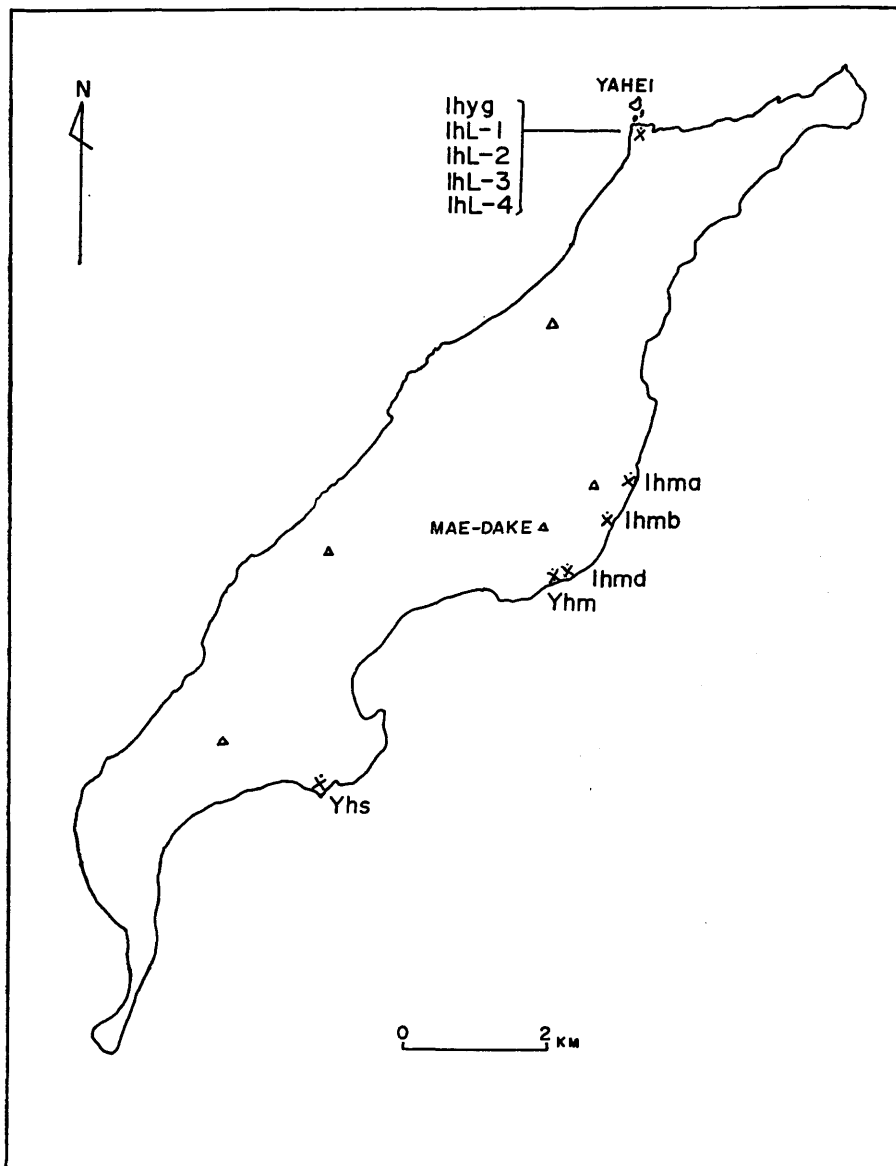 N
YAHEI
Ihyg
IhL-1
IhL-2
IhL-3
IhL-4
Ihma
Ihmb
MAE-DAKE
Ihmd
Yhm
Yhs
0 2 KM